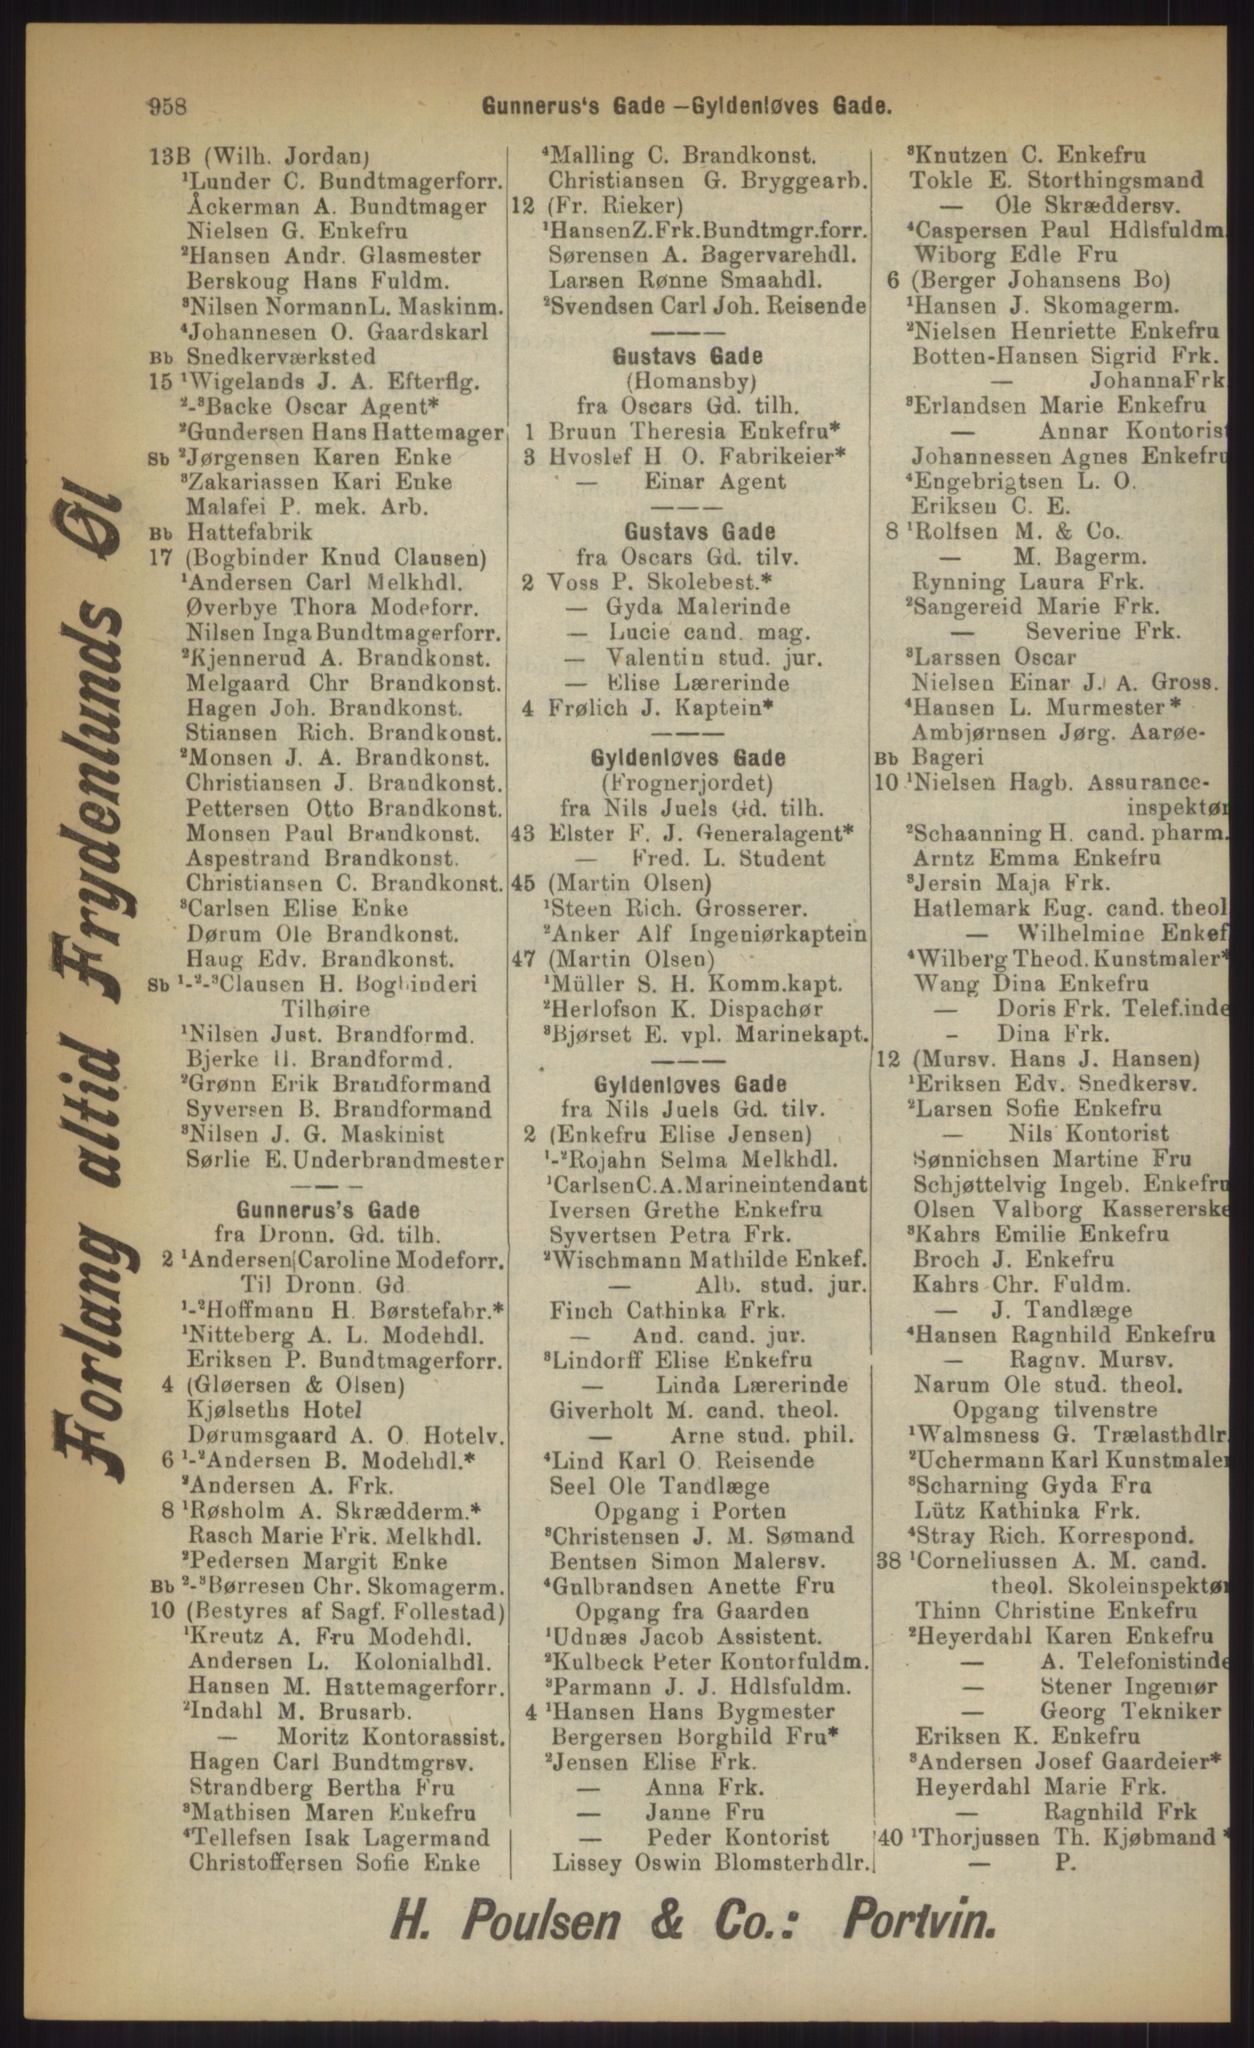 958
Gunnerus's Gade —Gyldenløves Gade.
Forlang altid Frydenlunds Øl
13B (Wilh. Jordan)
¹Lunder C. Bundtmagerforr.
Åckerman A. Bundtmager
Nielsen G. Enkefru
²Hansen Andr. Glasmester
Berskoug Hans Fuldm.
³Nilsen Normann L. Maskinm.
⁴Johannesen O. Gaardskarl
Bb Snedkerværksted
15 ¹Wigelands J. A. Efterflg.
²-³Backe Oscar Agent*
²Gundersen Hans Hattemager
Sb ²Jørgensen Karen Enke
³Zakariassen Kari Enke
Malafei P. mek. Arb.
Bb Hattefabrik
17 (Bogbinder Knud Clausen)
¹Andersen Carl Melkhdl.
Øverbye Thora Modeforr.
Nilsen Inga Bundtmagerforr.
²Kjennerud A. Brandkonst.
Melgaard Chr Brandkonst.
Hagen Joh. Brandkonst.
Stiansen Rich. Brandkonst.
²Monsen J. A. Brandkonst.
Christiansen J. Brandkonst.
Pettersen Otto Brandkonst.
Monsen Paul Brandkonst.
Aspestrand Brandkonst.
Christiansen C. Brandkonst.
³Carlsen Elise Enke
Dørum Ole Brandkonst.
Haug Edv. Brandkonst.
Sb ¹-²-³Clausen H. Bogbinderi
Tilhøire
¹Nilsen Just. Brandformd.
Bjerke H. Brandformd.
²Grønn Erik Brandformand
Syversen B. Brandformand
³Nilsen J. G. Maskinist
Sørlie E. Underbrandmester
Gunnerus's Gade
fra Dronn. Gd. tilh.
2 ¹Andersen Caroline Modeforr.
Til Dronn. Gd
¹-²Hoffmann H. Børstefabr.*
¹Nitteberg A. L. Modehdl.
Eriksen P. Bundtmagerforr.
4 (Gløersen & Olsen)
Kjølseths Hotel
Dørumsgaard A. O. Hotelv.
6 ¹-²Andersen B. Modehdl.*
²Andersen A. Frk.
8 ¹Røsholm A. Skrædderm.*
Rasch Marie Frk. Melkhdl.
²Pedersen Margit Enke
Bb ²-³Børresen Chr. Skomagerm.
10 (Bestyres af Sagf. Follestad)
¹Kreutz A. Fru Modehdl.
Andersen L. Kolonialhdl.
Hansen M. Hattemagerforr.
²Indahl M. Brusarb.
— Moritz Kontorassist.
Hagen Carl Bundtmgrsv.
Strandberg Bertha Fru
³Mathisen Maren Enkefru
⁴Tellefsen Isak Lagermand
Christoffersen Sofie Enke
⁴Malling C. Brandkonst.
Christiansen G. Bryggearb.
12 (Fr. Rieker)
¹Hansen Z. Frk. Bundtmgr.forr.
Sørensen A. Bagervarehdl.
Larsen Rønne Smaahdl.
²Svendsen Carl Joh. Reisende
Gustavs Gade
(Homansby)
fra Oscars Gd. tilh.
1 Bruun Theresia Enkefru*
3 Hvoslef H O. Fabrikeier*
— Einar Agent
Gustavs Gade
fra Oscars Gd. tilv.
2 Voss P. Skolebest.*
— Gyda Malerinde
— Lucie cand. mag.
— Valentin stud. jur.
— Elise Lærerinde
4 Frølich J. Kaptein*
Gyldenløves Gade
(Frognerjordet)
fra Nils Juels Gd. tilh.
43 Elster F. J. Generalagent*
— Fred. L. Student
45 (Martin Olsen)
¹Steen Rich. Grosserer.
²Anker Alf Ingeniørkaptein
47 (Martin Olsen)
¹Müller S. H. Komm.kapt.
²Herlofson K. Dispachør
³Bjørset E. vpl. Marinekapt.
Gyldenløves Gade
fra Nils Juels Gd. tilv.
2 (Enkefru Elise Jensen)
¹-²Rojahn Selma Melkhdl.
¹Carlsen C. A. Marineintendant
Iversen Grethe Enkefru
Syvertsen Petra Frk.
²Wischmann Mathilde Enkef.
— Alb. stud. jur.
Finch Cathinka Frk.
— And. cand. jur.
³Lindorff Elise Enkefru
— Linda Lærerinde
Giverholt M. cand. theol.
— Arne stud. phil.
⁴Lind Karl O. Reisende
Seel Ole Tandlæge
Opgang i Porten
³Christensen J. M. Sømand
Bentsen Simon Malersv.
⁴Gulbrandsen Anette Fru
Opgang fra Gaarden
¹Udnæs Jacob Assistent.
²Kulbeck Peter Kontorfuldm.
³Parmann J. J. Hdlsfuldm.
4 ¹Hansen Hans Bygmester
Bergersen Borghild Fru*
²Jensen Elise Frk.
— Anna Frk.
— Janne Fru
— Peder Kontorist
Lissey Oswin Blomsterhdlr.
³Knutzen C. Enkefru
Tokle E. Storthingsmand
— Ole Skræddersv.
⁴Caspersen Paul Hdlsfuldm.
Wiborg Edle Fru
6 (Berger Johansens Bo)
¹Hansen J. Skomagerm.
²Nielsen Henriette Enkefru
Botten-Hansen Sigrid Frk.
— Johanna Frk
³Erlandsen Marie Enkefru
— Annar Kontorist
Johannessen Agnes Enkefru
⁴Engebrigtsen L. O.
Eriksen C. E.
8 ¹Rolfsen M. & Co.
— M. Bagerm.
Rynning Laura Frk.
²Sangereid Marie Frk.
— Severine Frk.
³Larssen Oscar
Nielsen Einar J. A. Gross.
⁴Hansen L. Murmester*
Ambjørnsen Jørg. Aarøe-
Bb Bageri
10 ¹Nielsen Hagb. Assurance-
inspektør
²Schaanning H. cand. pharm.
Arntz Emma Enkefru
³Jersin Maja Frk.
Hatlemark Eug. cand. theol
— Wilhelmine Enkef
⁴Wilberg Theod. Kunstmaler*
Wang Dina Enkefru
— Doris Frk. Telef.inde
— Dina Frk.
12 (Mursv. Hans J. Hansen)
¹Eriksen Edv. Snedkersv.
²Larsen Sofie Enkefru
— Nils Kontorist
Sønnichsen Martine Fru
Schjøttelvig Ingeb. Enkefru
Olsen Valborg Kassererske
³Kahrs Emilie Enkefru
Broch J. Enkefru
Kahrs Chr. Fuldm.
— J. Tandlæge
⁴Hansen Ragnhild Enkefru
— Ragnv. Mursv.
Narum Ole stud. theol.
Opgang tilvenstre
¹Walmsness G. Trælasthdlr.
²Uchermann Karl Kunstmaler
³Scharning Gyda Fru
Lütz Kathinka Frk.
⁴Stray Rich. Korrespond.
38 ¹Corneliussen A. M. cand.
theol. Skoleinspektør
Thinn Christine Enkefru
²Heyerdahl Karen Enkefru
— A. Telefonistinde
— Stener Ingeniør
— Georg Tekniker
Eriksen K. Enkefru
³Andersen Josef Gaardeier*
Heyerdahl Marie Frk.
— Ragnhild Frk
40 ¹Thorjussen Th. Kjøbmand*
— P.
H. Poulsen & Co.: Portvin.